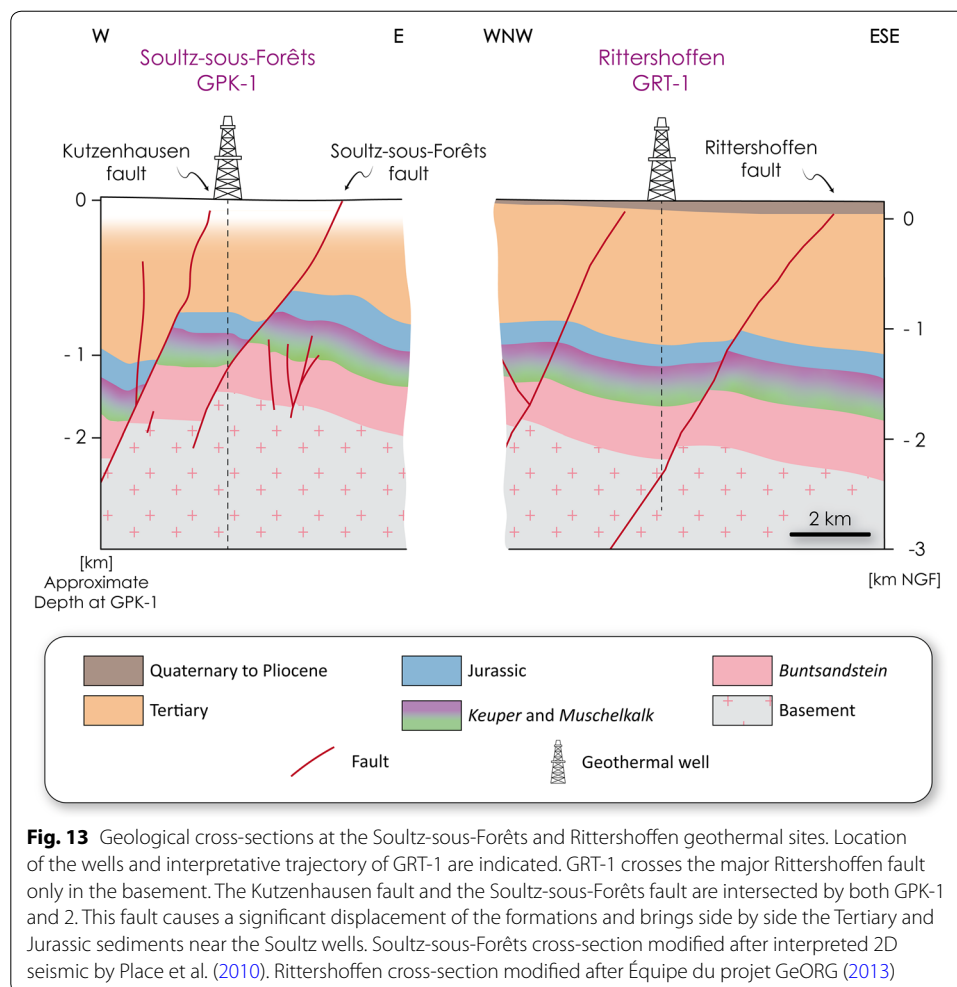 W
E
WNW
ESE
Soultz-sous-Forêts
GPK-1
Rittershoffen
GRT-1
Kutzenhausen
fault
Soultz-sous-Forêts
fault
Rittershoffen
fault
0
- 1
- 2
0
- 1
- 2
-3
2 km
[km]
Approximate
Depth at GPK-1
[km NGF]
Quaternary to Pliocene
Jurassic
Buntsandstein
Tertiary
Keuper and Muschelkalk
Basement
Fault
Geothermal well
Fig. 13 Geological cross-sections at the Soultz-sous-Forêts and Rittershoffen geothermal sites. Location
of the wells and interpretative trajectory of GRT-1 are indicated. GRT-1 crosses the major Rittershoffen fault
only in the basement. The Kutzenhausen fault and the Soultz-sous-Forêts fault are intersected by both GPK-1
and 2. This fault causes a significant displacement of the formations and brings side by side the Tertiary and
Jurassic sediments near the Soultz wells. Soultz-sous-Forêts cross-section modified after interpreted 2D
seismic by Place et al. (2010). Rittershoffen cross-section modified after Équipe du projet GeORG (2013)